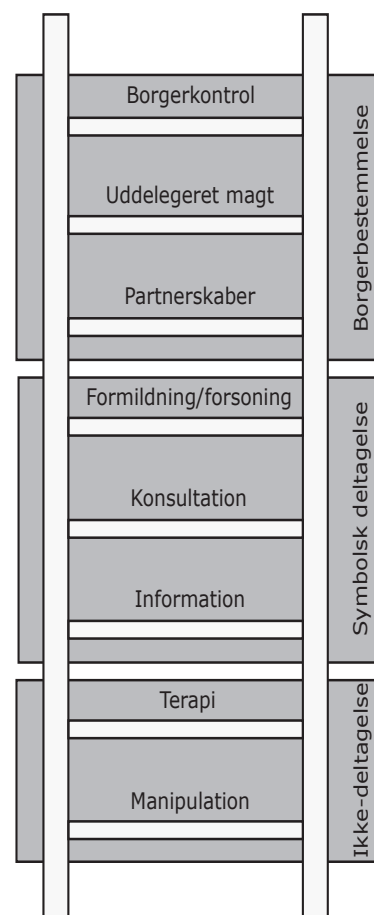 Borgerkontrol
Uddelegeret magt
Partnerskaber
Borgerbestemmelse
Formildning/forsoning
Konsultation
Information
Symbolsk deltagelse
Terapi
Manipulation
Ikke-deltagelse